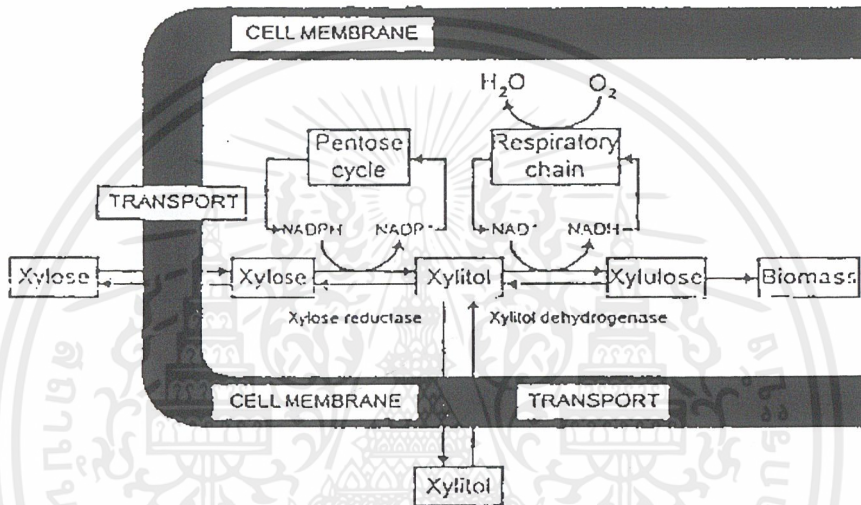 CELL MEMBRANE
H₂O O₂
Pentose
cycle
Respiratory
chain
TRANSPORT
NADPH NADP⁺ NAD⁺ NADH
Xylose Xylose Xylitol Xylulose Biomass
Xylose reductase Xylitol dehydrogenase
CELL MEMBRANE TRANSPORT
Xylitol